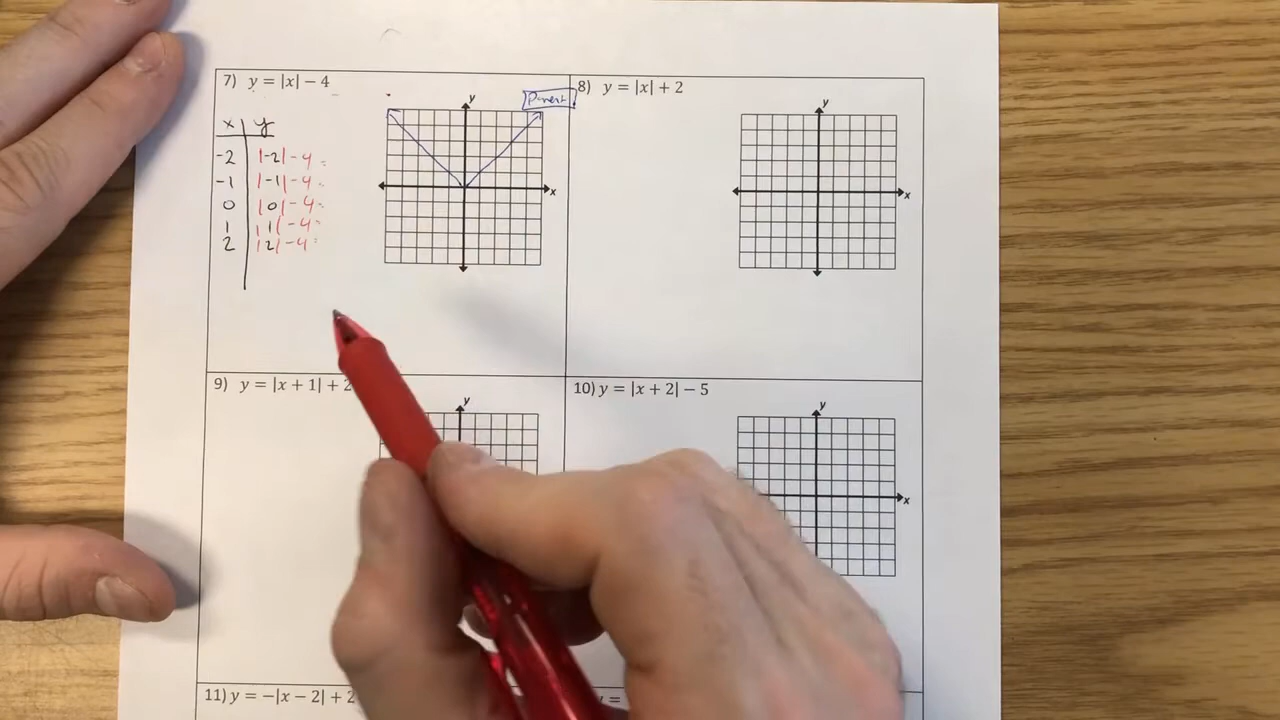 7) y = |x| − 4
x y
-2 |-2| -4 =
-1 |-1| -4 =
0 |0| -4 =
1 |1| -4 =
2 |2| -4 =
y
x
Parent
8) y = |x| + 2
y
x
9) y = |x + 1| + 2
y
10) y = |x + 2| − 5
y
x
11) y = −|x − 2| + 2
=